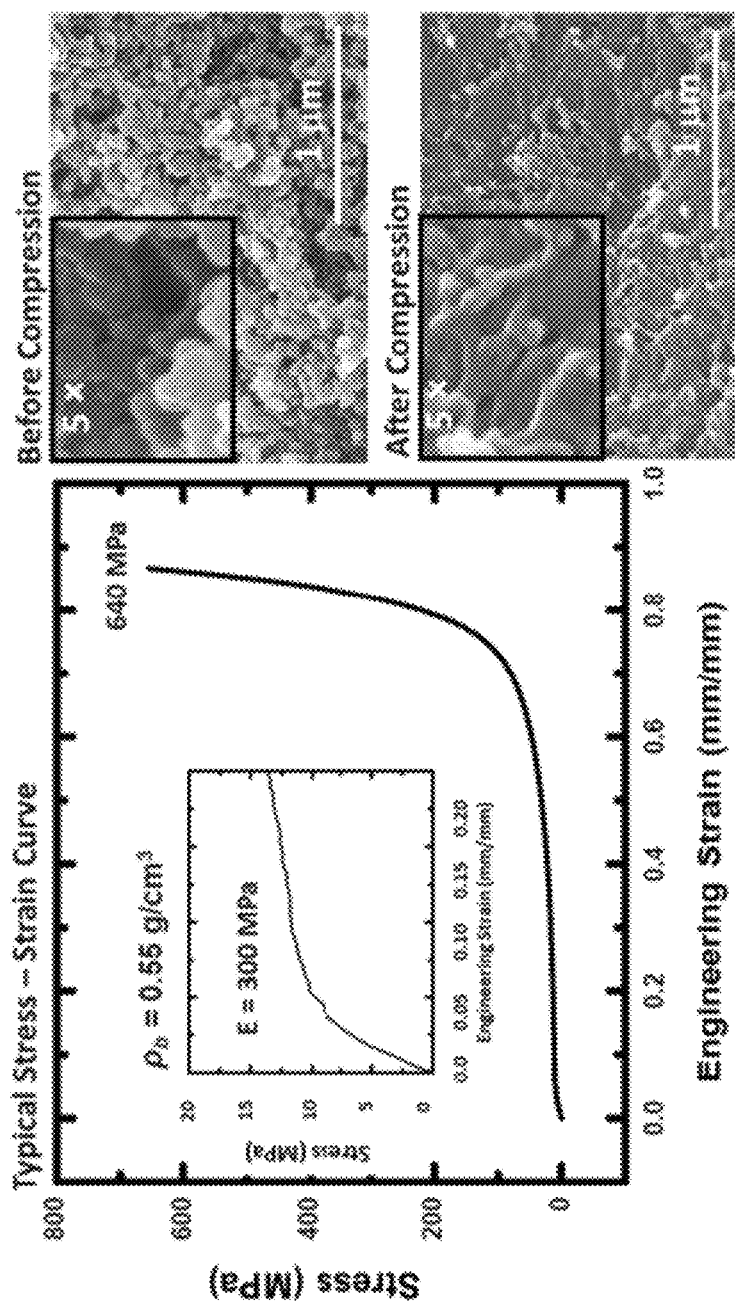 Typical Stress – Strain Curve
800
600
400
200
0
Stress (MPa)
0.0
0.2
0.4
0.6
0.8
1.0
Engineering Strain (mm/mm)
640 MPa
ρb = 0.55 g/cm³
E = 300 MPa
20
15
10
5
0
Stress (MPa)
0.0
0.05
0.10
0.15
0.20
Engineering Strain (mm/mm)
Before Compression
5 ×
1 μm
After Compression
5 ×
1 μm